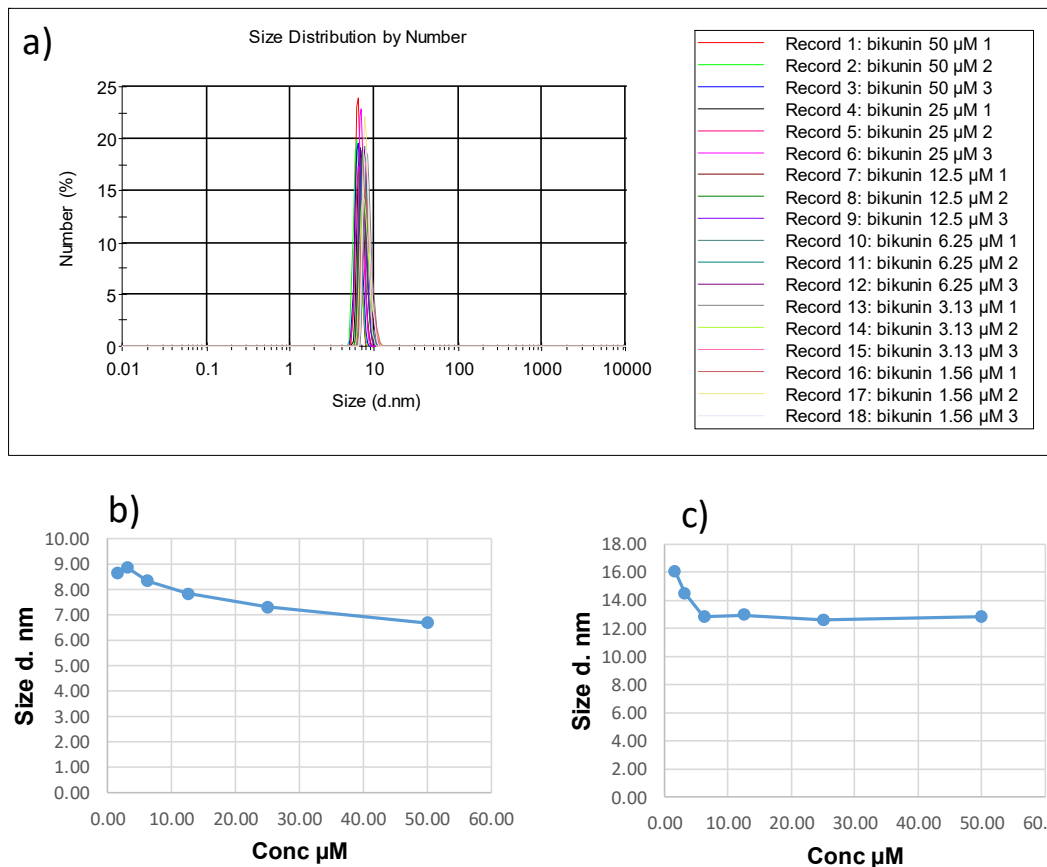 a)
Size Distribution by Number
25
20
15
10
5
0
Number (%)
0.01 0.1 1 10 100 1000 10000
Size (d.nm)
Record 1: bikunin 50 µM 1
Record 2: bikunin 50 µM 2
Record 3: bikunin 50 µM 3
Record 4: bikunin 25 µM 1
Record 5: bikunin 25 µM 2
Record 6: bikunin 25 µM 3
Record 7: bikunin 12.5 µM 1
Record 8: bikunin 12.5 µM 2
Record 9: bikunin 12.5 µM 3
Record 10: bikunin 6.25 µM 1
Record 11: bikunin 6.25 µM 2
Record 12: bikunin 6.25 µM 3
Record 13: bikunin 3.13 µM 1
Record 14: bikunin 3.13 µM 2
Record 15: bikunin 3.13 µM 3
Record 16: bikunin 1.56 µM 1
Record 17: bikunin 1.56 µM 2
Record 18: bikunin 1.56 µM 3
b)
10.00
9.00
8.00
7.00
6.00
5.00
4.00
3.00
2.00
1.00
0.00
Size d. nm
0.00 10.00 20.00 30.00 40.00 50.00 60.00
Conc µM
c)
18.00
16.00
14.00
12.00
10.00
8.00
6.00
4.00
2.00
0.00
Size d. nm
0.00 10.00 20.00 30.00 40.00 50.00 60.
Conc µM